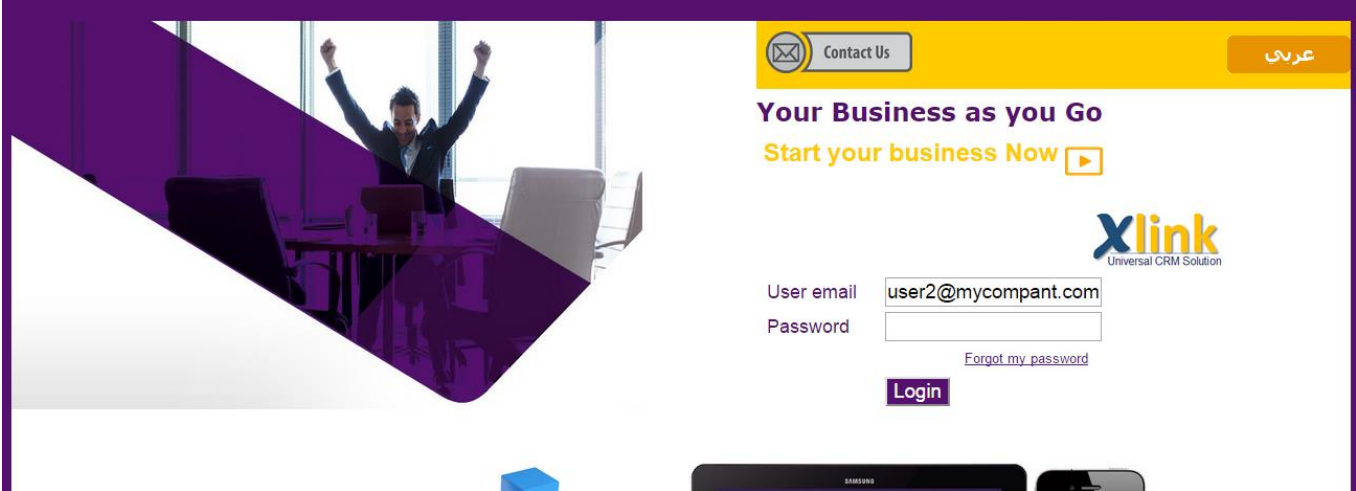 Contact Us
عربي
Your Business as you Go
Start your business Now
Xlink
Universal CRM Solution
User email user2@mycompant.com
Password
Forgot my password
Login
SAMSUNG